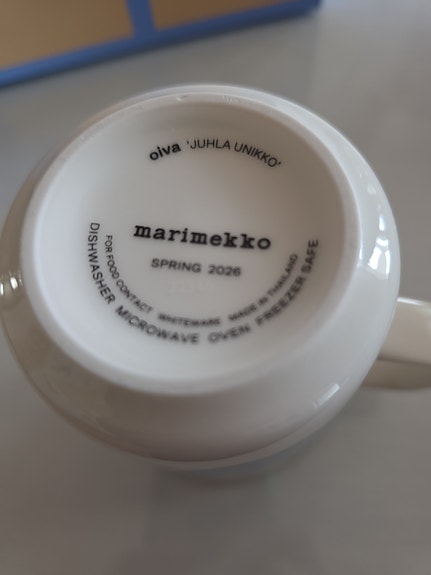 oiva 'JUHLA UNIKKO'
marimekko
SPRING 2026
FOR FOOD CONTACT WHITEWARE MADE IN THAILAND
DISHWASHER MICROWAVE OVEN FREEZER SAFE